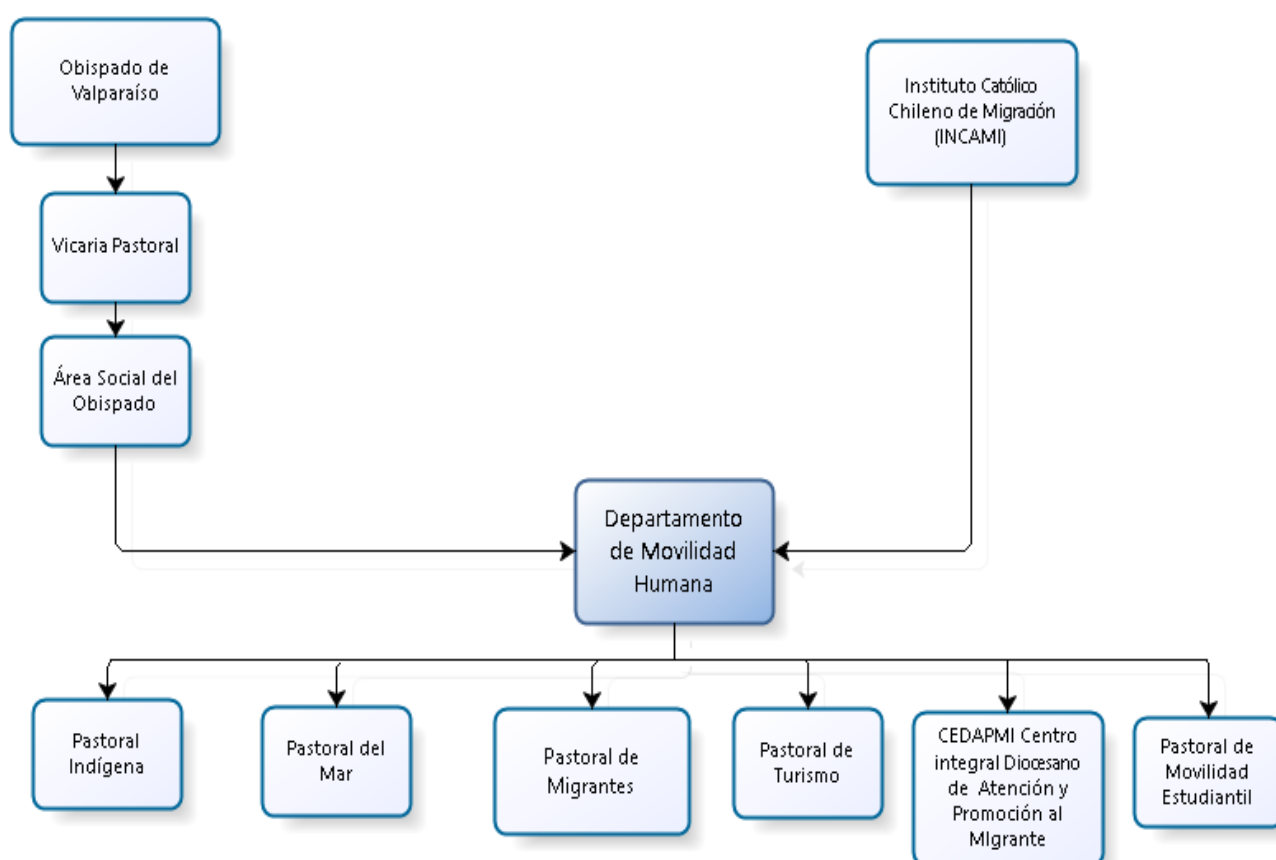 Obispado de
Valparaíso
Instituto Católico
Chileno de Migración
(INCAMI)
Vicaria Pastoral
Área Social del
Obispado
Departamento
de Movilidad
Humana
Pastoral
Indígena
Pastoral del
Mar
Pastoral de
Migrantes
Pastoral de
Turismo
CEDAPMI Centro
integral Diocesano
de Atención y
Promoción al
MIgrante
Pastoral de
Movilidad
Estudiantil